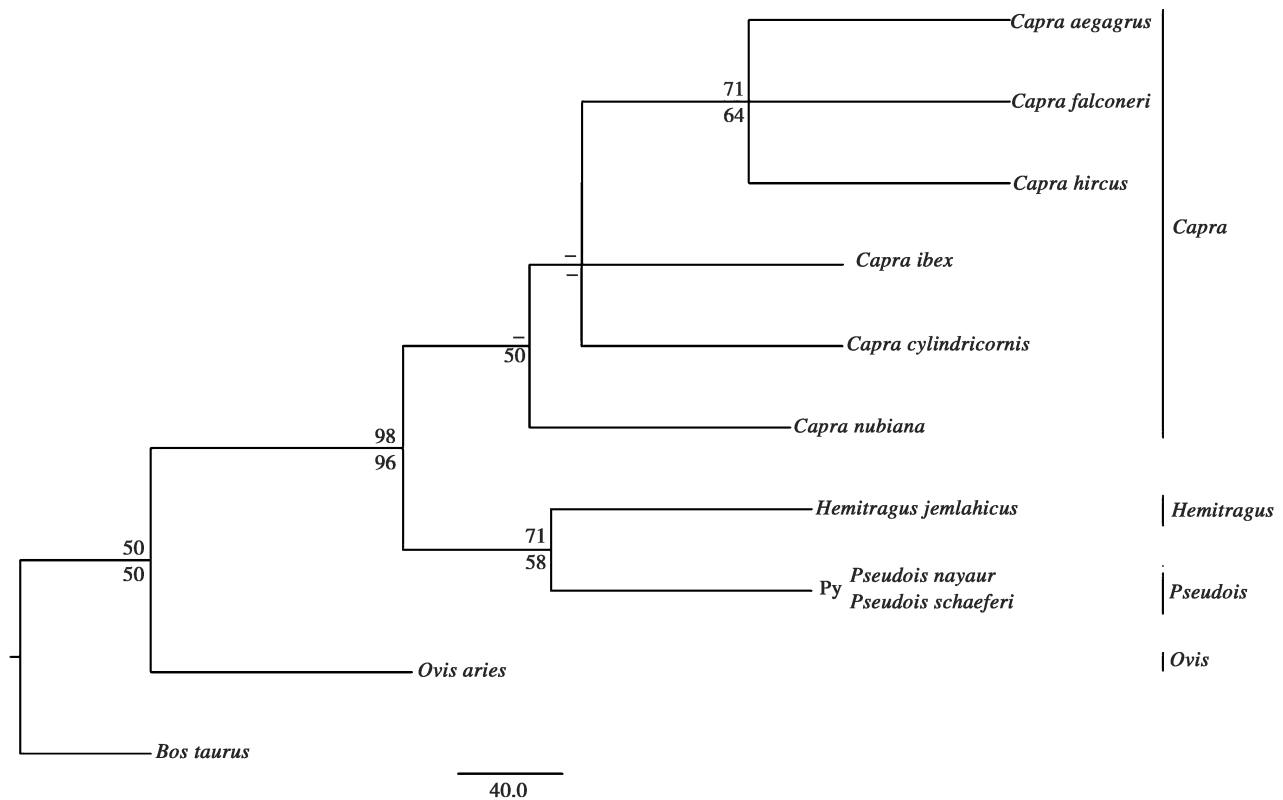 Capra aegagrus
71
Capra falconeri
64
Capra hircus
Capra
–
Capra ibex
–
–
Capra cylindricornis
50
Capra nubiana
98
96
Hemitragus jemlahicus
Hemitragus
71
58
50
50
Py
Pseudois nayaur
Pseudois schaeferi
Pseudois
Ovis
Ovis aries
Bos taurus
40.0